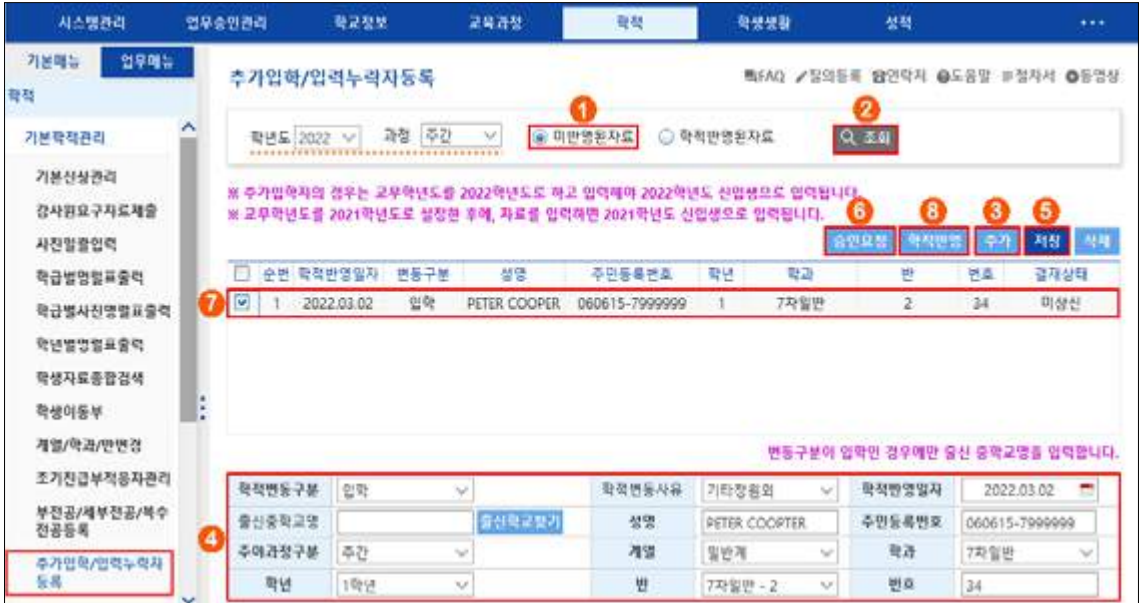 시스템관리 업무승인관리 학교정보 교육과정 학적 학생생활 성적 ...
기본메뉴 업무메뉴
학적
기본학적관리
기본신상관리
감사원요구자료제출
사진일괄입력
학급별명렬표출력
학급별사진명렬표출력
학년별명렬표출력
학생자료종합검색
학생이동부
계열/학과/반변경
조기진급부적응자관리
부전공/세부전공/복수
전공등록
추가입학/입력누락자
등록
추가입학/입력누락자등록
FAQ 질의등록 연락처 도움말 절차서 동영상
1 2
학년도 2022 과정 주간 미반영된자료 학적반영된자료 조회
※ 추가입학자의 경우는 교무학년도를 2022학년도로 하고 입력해야 2022학년도 신입생으로 입력됩니다.
※ 교무학년도를 2021학년도로 설정한 후에, 자료를 입력하면 2021학년도 신입생으로 입력됩니다.
6 8 3 5
승인요청 학적반영 추가 저장 삭제
순번 학적반영일자 변동구분 성명 주민등록번호 학년 학과 반 번호 결재상태
7 1 2022.03.02 입학 PETER COOPER 060615-7999999 1 7차일반 2 34 미상신
변동구분이 입학인 경우에만 출신 중학교명을 입력합니다.
4
학적변동구분 입학 학적변동사유 기타정원외 학적반영일자 2022.03.02
출신중학교명 출신학교찾기 성명 PETER COOPTER 주민등록번호 060615-7999999
주야과정구분 주간 계열 일반계 학과 7차일반
학년 1학년 반 7차일반 - 2 번호 34